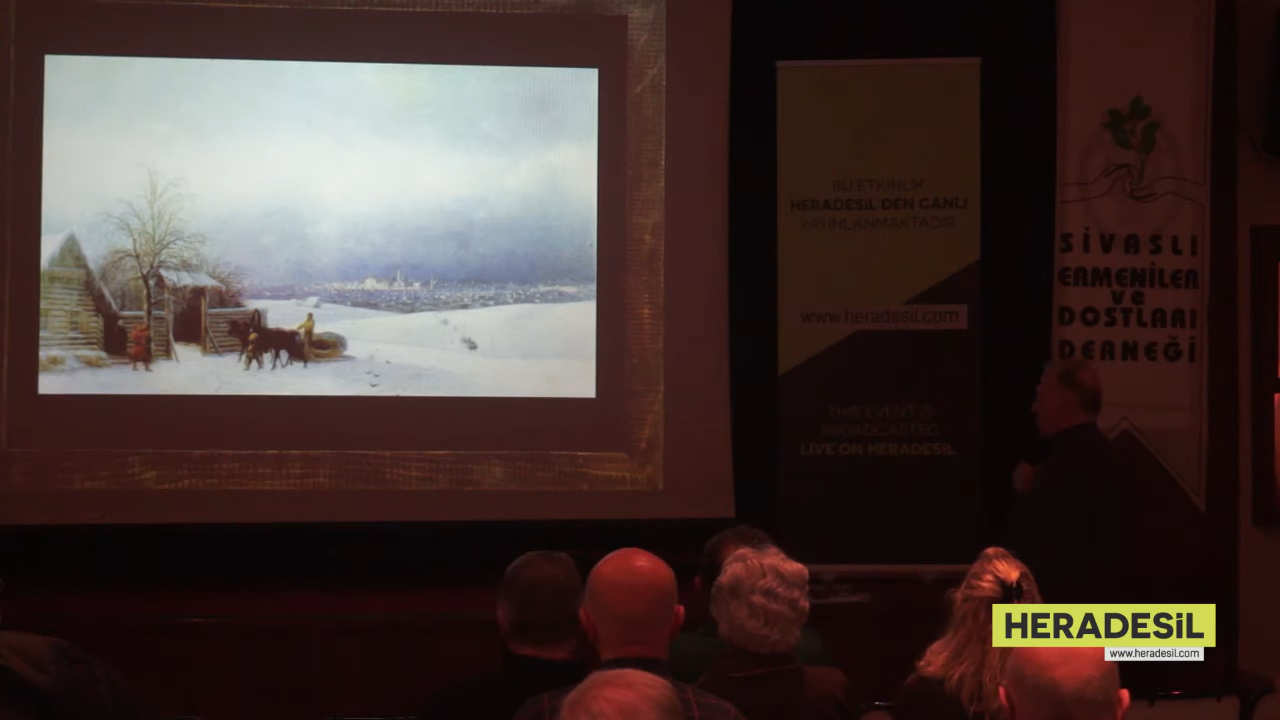 BU ETKİNLİK
HERADESİL'DEN CANLI
YAYINLANMAKTADIR
www.heradesil.com
THIS EVENT IS
BROADCASTED
LIVE ON HERADESİL
SİVASLI
ERMENİLER
ve
DOSTLARI
DERNEĞİ
HERADESiL
www.heradesil.com